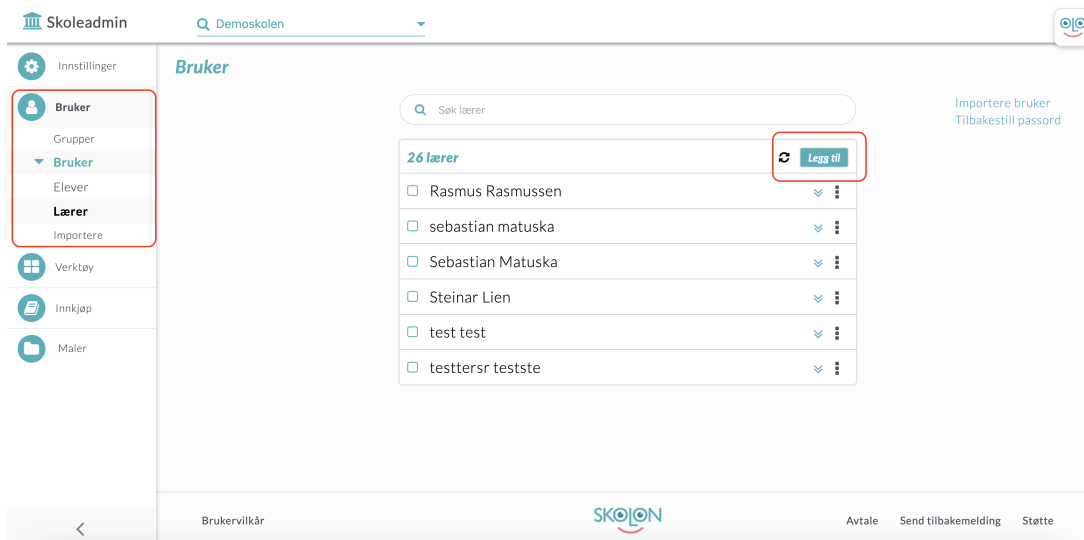 Skoleadmin
Demoskolen
Innstillinger
Bruker
Grupper
Bruker
Elever
Lærer
Importere
Verktøy
Innkjøp
Maler
Bruker
Søk lærer
Importere bruker
Tilbakestill passord
26 lærer
Legg til
Rasmus Rasmussen
sebastian matuska
Sebastian Matuska
Steinar Lien
test test
testtersr testste
Brukervilkår
SKOLON
Avtale Send tilbakemelding Støtte